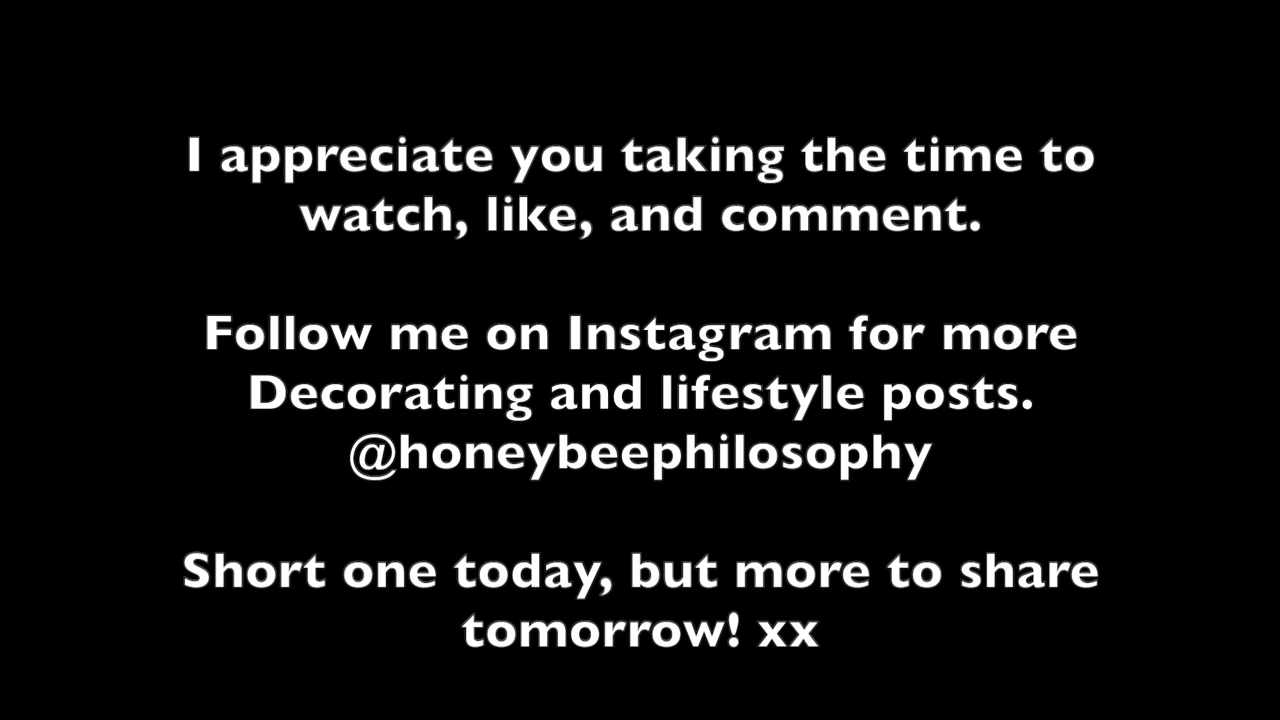 I appreciate you taking the time to
watch, like, and comment.
Follow me on Instagram for more
Decorating and lifestyle posts.
@honeybeephilosophy
Short one today, but more to share
tomorrow! xx